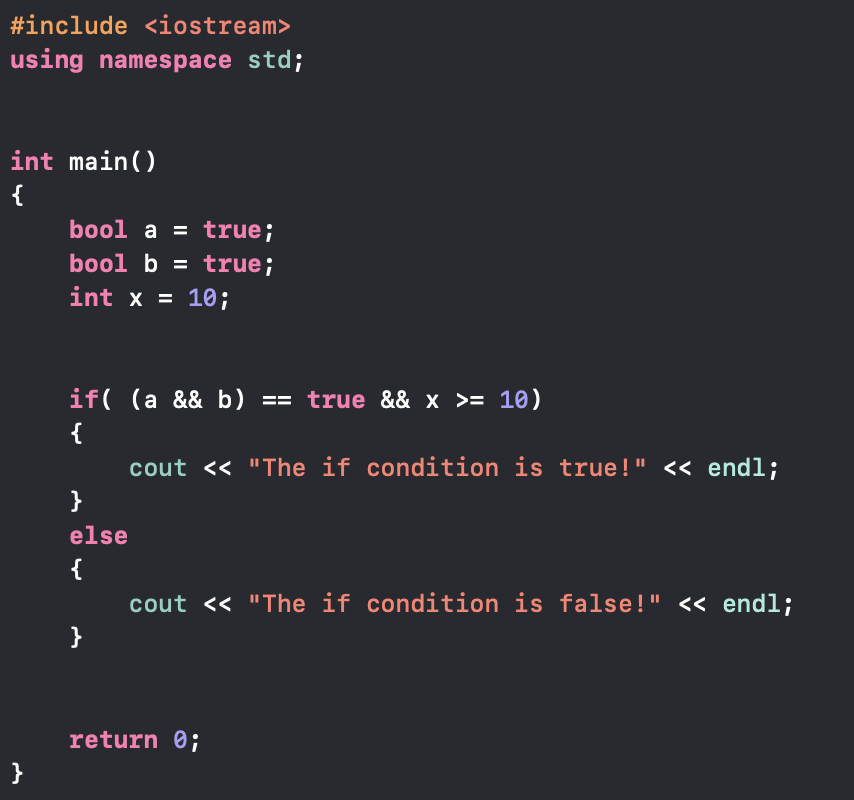 #include <iostream>
using namespace std;
int main()
{
    bool a = true;
    bool b = true;
    int x = 10;
    if( (a && b) == true && x >= 10)
    {
        cout << "The if condition is true!" << endl;
    }
    else
    {
        cout << "The if condition is false!" << endl;
    }
    return 0;
}